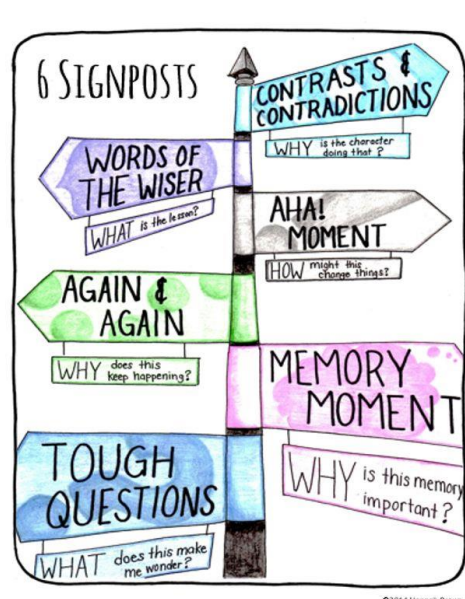 6 SIGNPOSTS
CONTRASTS &
CONTRADICTIONS
WHY is the character
doing that?
WORDS OF
THE WISER
WHAT is the lesson?
AHA!
MOMENT
HOW might this
change things?
AGAIN &
AGAIN
WHY does this
keep happening?
MEMORY
MOMENT
WHY is this memory
important?
TOUGH
QUESTIONS
WHAT does this make
me wonder?